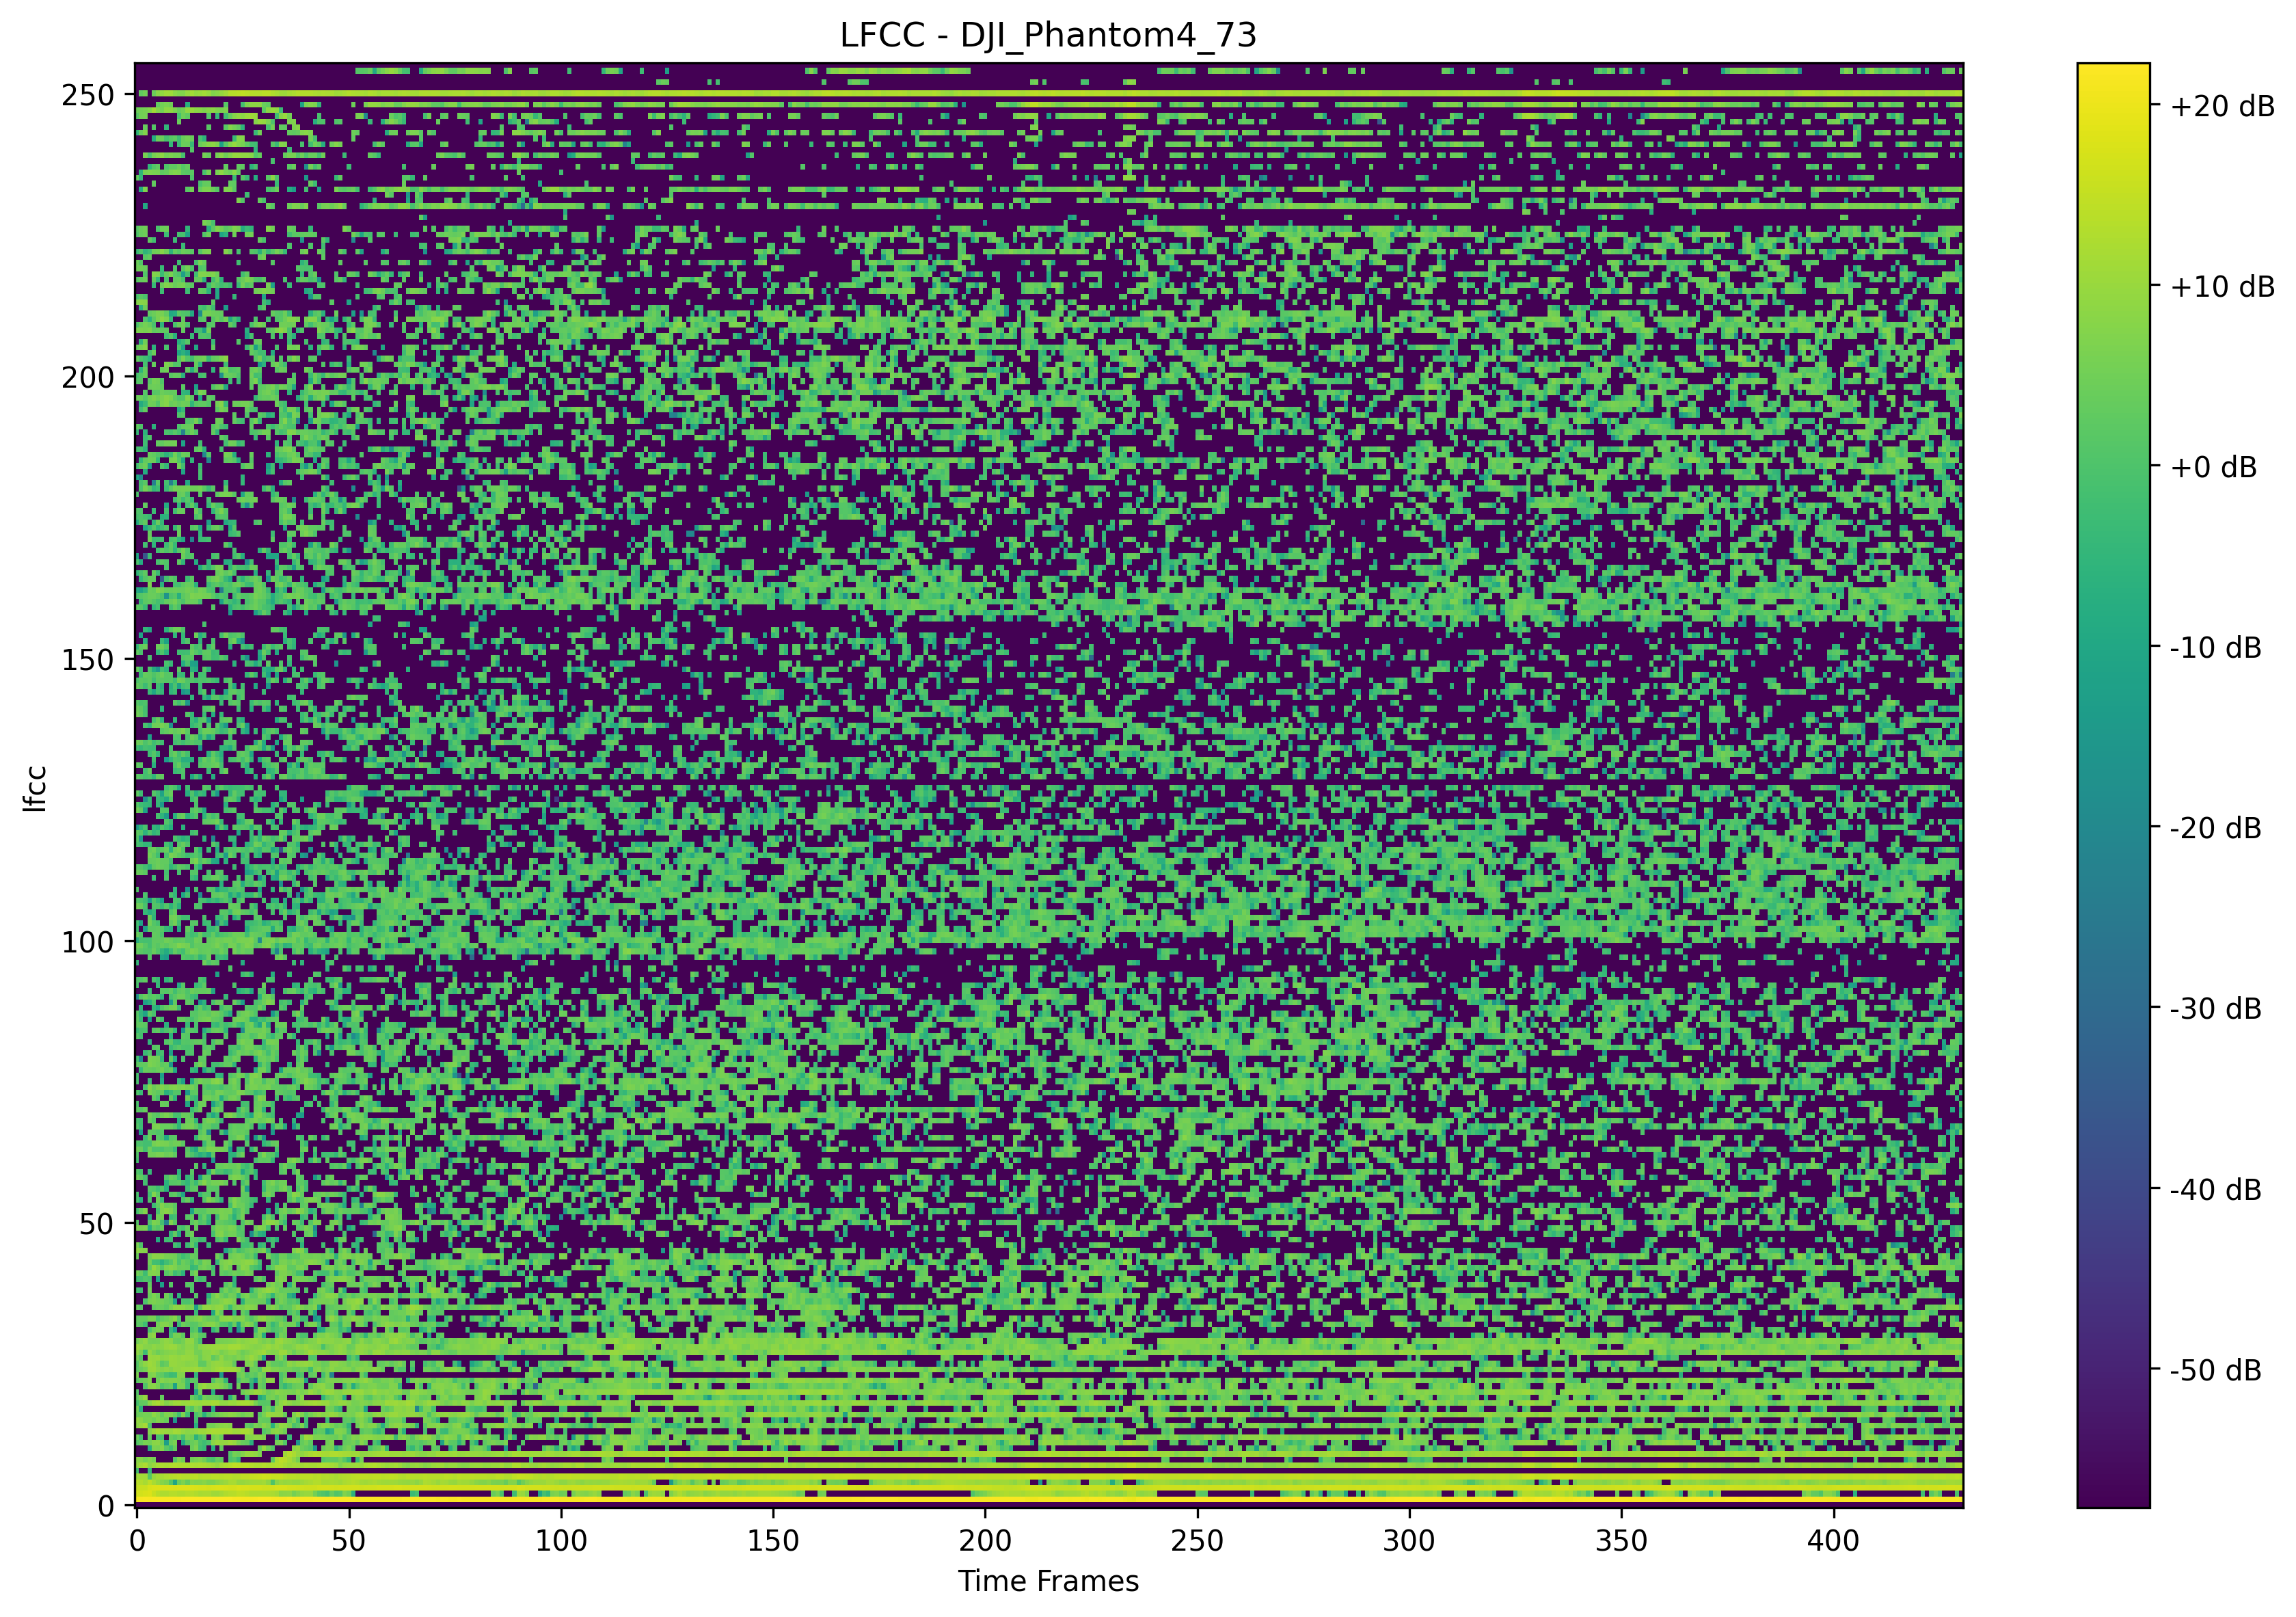 LFCC - DJI_Phantom4_73
250
200
150
100
50
0
lfcc
0 50 100 150 200 250 300 350 400
Time Frames
+20 dB
+10 dB
+0 dB
-10 dB
-20 dB
-30 dB
-40 dB
-50 dB